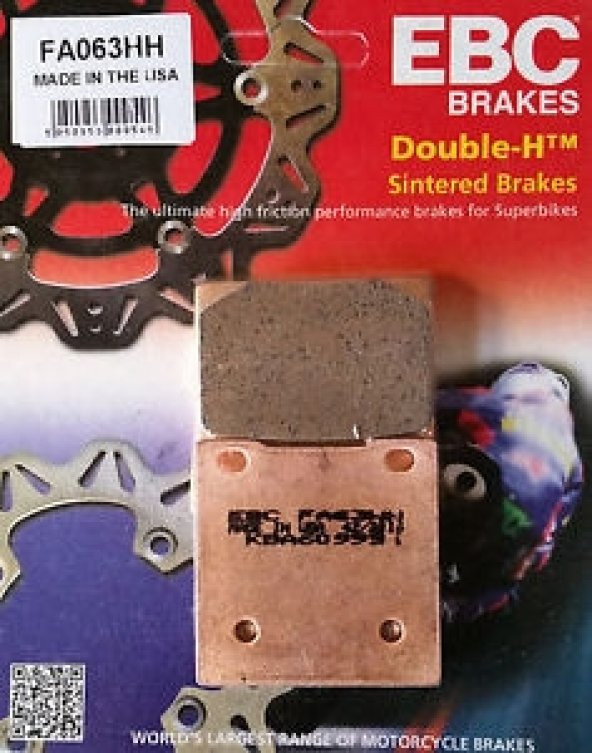 FA063HH
MADE IN THE USA
EBC
BRAKES
Double-H™
Sintered Brakes
The ultimate high friction performance brakes for Superbikes
EBC
WORLD'S LARGEST RANGE OF MOTORCYCLE BRAKES